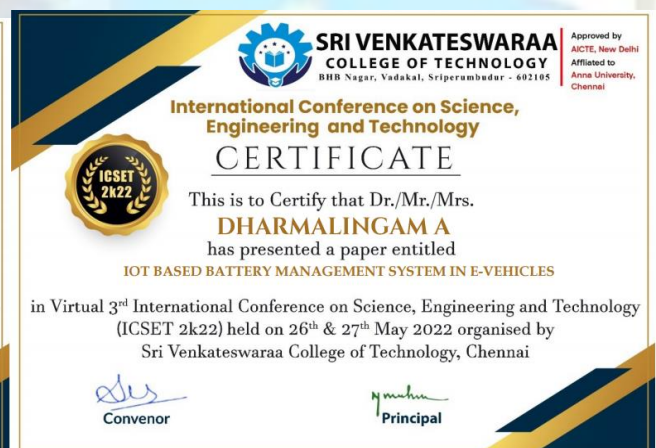 SRI VENKATESWARAA
COLLEGE OF TECHNOLOGY
BHB Nagar, Vadakal, Sriperumbudur - 602105
Approved by
AICTE, New Delhi
Affliated to
Anna University,
Chennai
International Conference on Science,
Engineering and Technology
CERTIFICATE
ICSET
2k22
This is to Certify that Dr./Mr./Mrs.
DHARMALINGAM A
has presented a paper entitled
IOT BASED BATTERY MANAGEMENT SYSTEM IN E-VEHICLES
in Virtual 3rd International Conference on Science, Engineering and Technology
(ICSET 2k22) held on 26th & 27th May 2022 organised by
Sri Venkateswaraa College of Technology, Chennai
Convenor
Principal